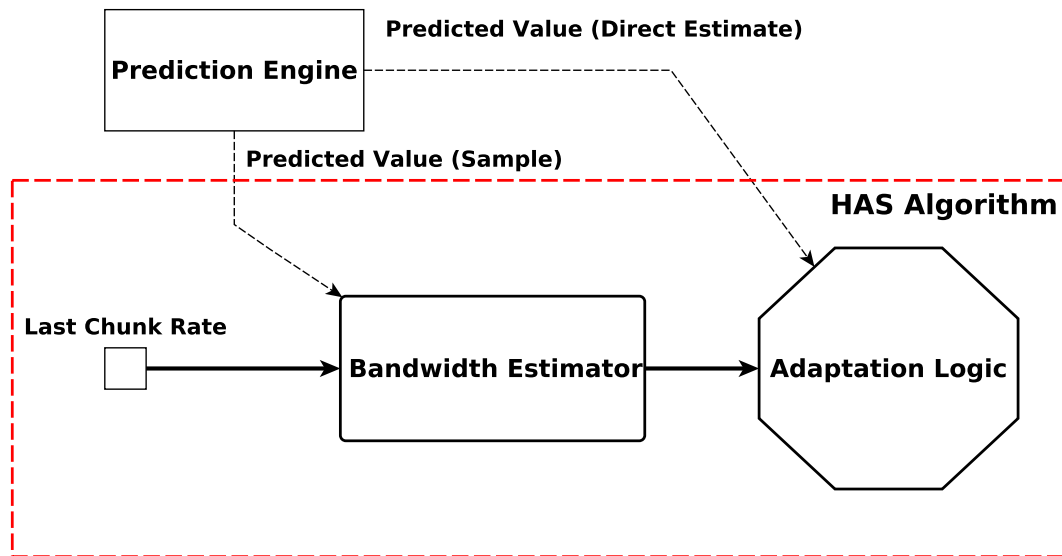 Predicted Value (Direct Estimate)
Prediction Engine
Predicted Value (Sample)
HAS Algorithm
Last Chunk Rate
Bandwidth Estimator
Adaptation Logic